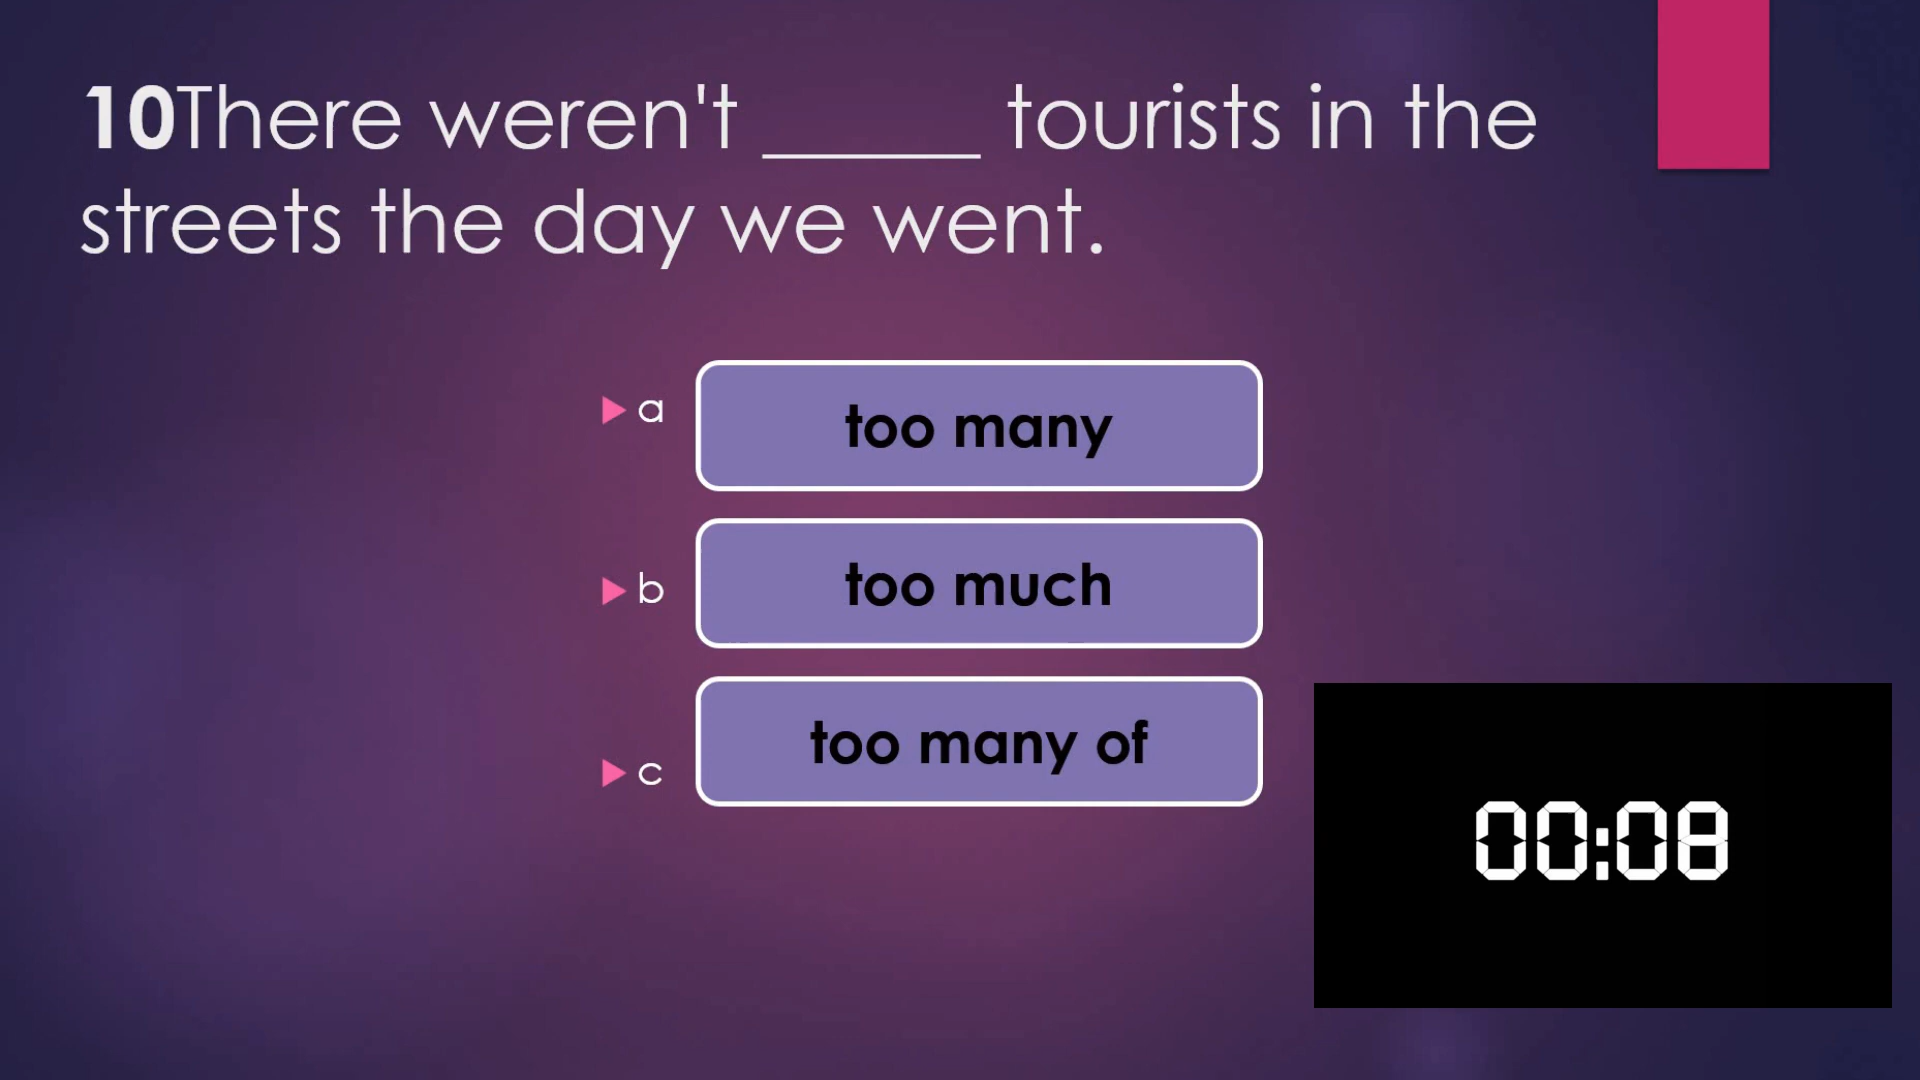 10There weren't _____ tourists in the
streets the day we went.
a
too many
b
too much
c
too many of
00:08